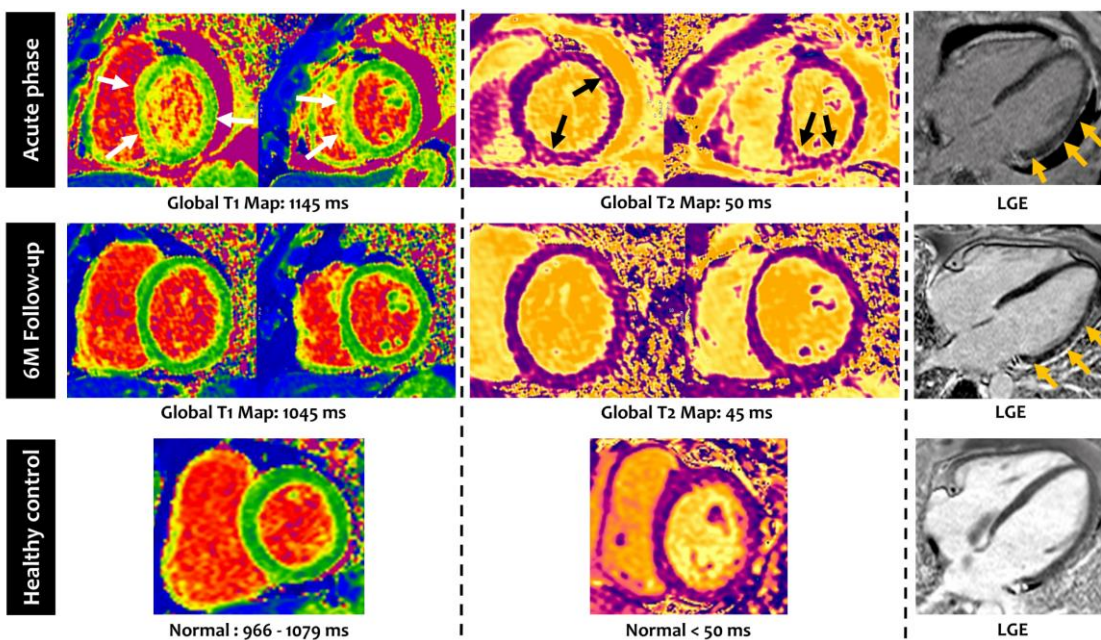 Acute phase
Global T1 Map: 1145 ms
Global T2 Map: 50 ms
LGE
6M Follow-up
Global T1 Map: 1045 ms
Global T2 Map: 45 ms
LGE
Healthy control
Normal : 966 - 1079 ms
Normal < 50 ms
LGE